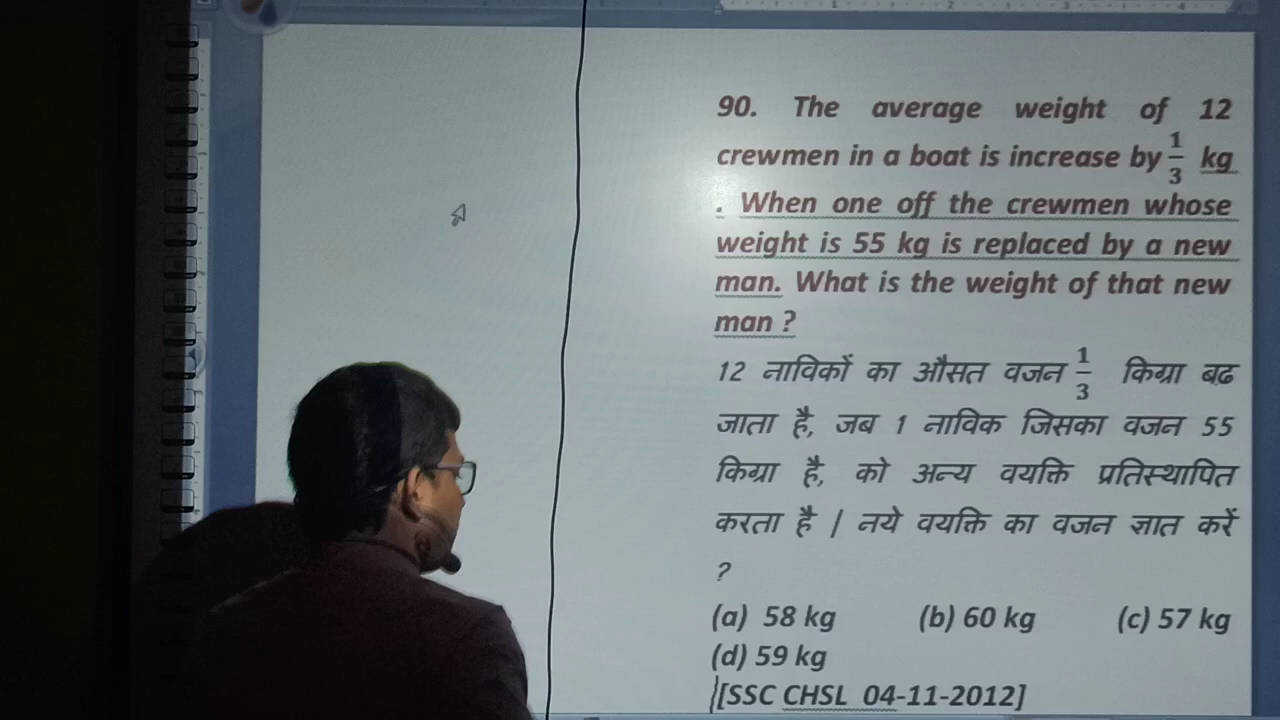 90. The average weight of 12
crewmen in a boat is increase by 1/3 kg
. When one off the crewmen whose
weight is 55 kg is replaced by a new
man. What is the weight of that new
man ?
12 नाविकों का औसत वजन 1/3 किग्रा बढ
जाता है, जब 1 नाविक जिसका वजन 55
किग्रा है, को अन्य वयक्ति प्रतिस्थापित
करता है / नये वयक्ति का वजन ज्ञात करें
?
(a) 58 kg (b) 60 kg (c) 57 kg
(d) 59 kg
[SSC CHSL 04-11-2012]